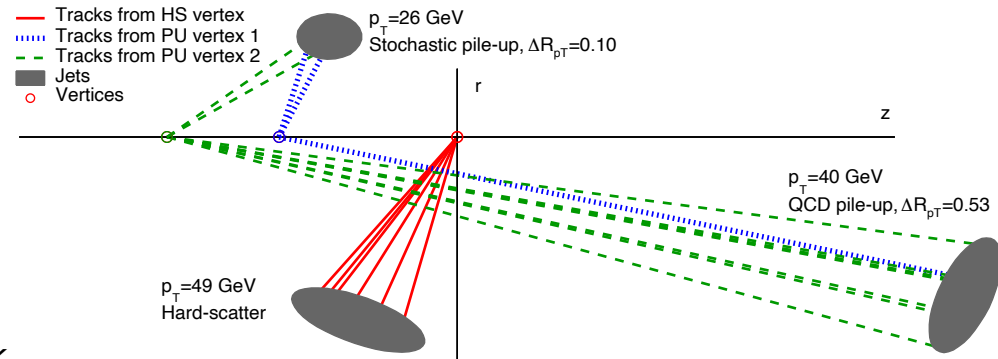 Tracks from HS vertex
Tracks from PU vertex 1
Tracks from PU vertex 2
Jets
Vertices
p_T=26 GeV
Stochastic pile-up, ΔR_pT=0.10
r
z
p_T=40 GeV
QCD pile-up, ΔR_pT=0.53
p_T=49 GeV
Hard-scatter